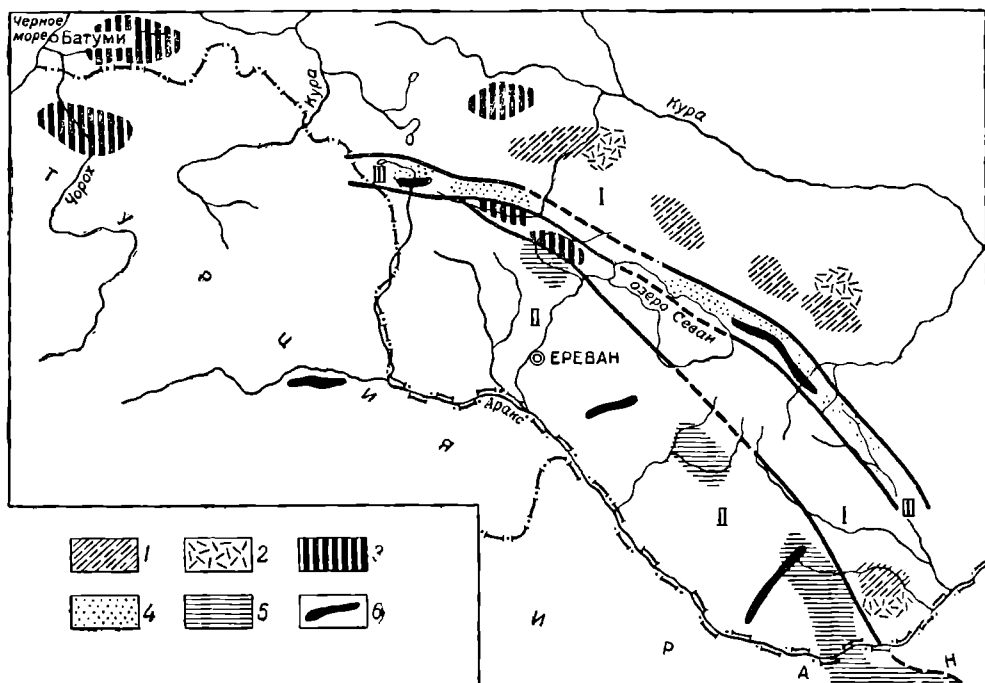 Черное
море
Батуми
Кура
Кура
Чорох
Т У Р Ц И Я
III
I
озеро Севан
II
ЕРЕВАН
Аракс
II
I
III
И Р А Н
1
2
3
4
5
6